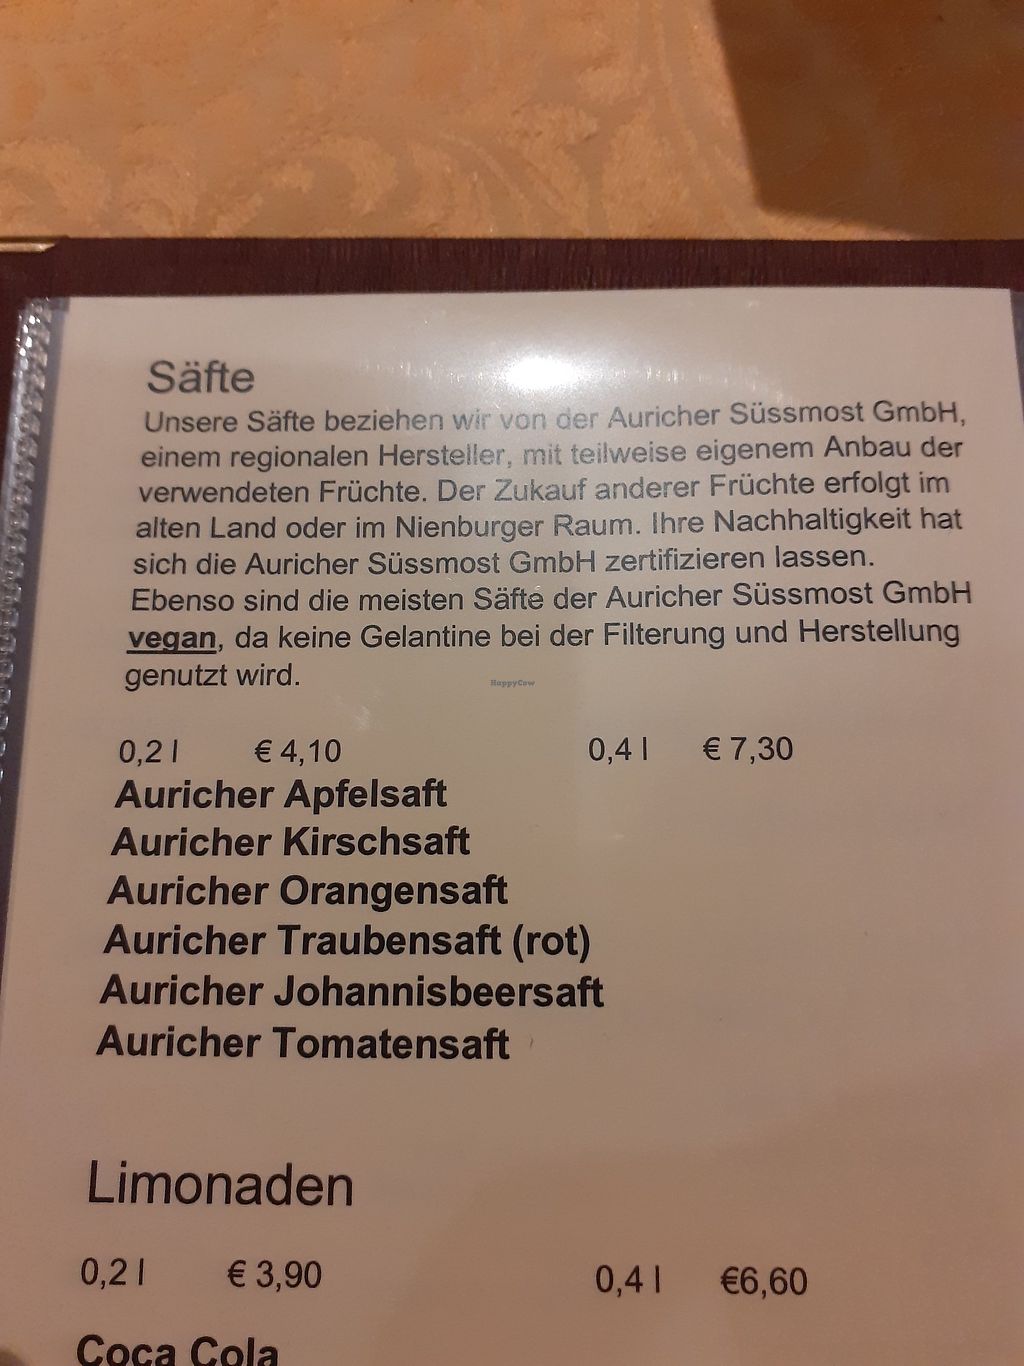 Säfte
Unsere Säfte beziehen wir von der Auricher Süssmost GmbH,
einem regionalen Hersteller, mit teilweise eigenem Anbau der
verwendeten Früchte. Der Zukauf anderer Früchte erfolgt im
alten Land oder im Nienburger Raum. Ihre Nachhaltigkeit hat
sich die Auricher Süssmost GmbH zertifizieren lassen.
Ebenso sind die meisten Säfte der Auricher Süssmost GmbH
vegan, da keine Gelantine bei der Filterung und Herstellung
genutzt wird.
HappyCow
0,2 l € 4,10 0,4 l € 7,30
Auricher Apfelsaft
Auricher Kirschsaft
Auricher Orangensaft
Auricher Traubensaft (rot)
Auricher Johannisbeersaft
Auricher Tomatensaft
Limonaden
0,2 l € 3,90 0,4 l €6,60
Coca Cola